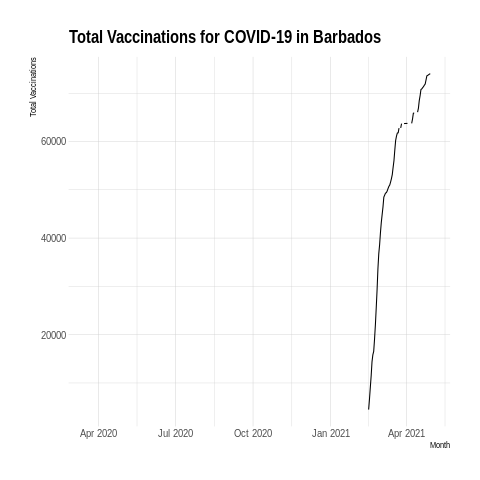 Total Vaccinations for COVID-19 in Barbados
Total Vaccinations
60000
40000
20000
Apr 2020 Jul 2020 Oct 2020 Jan 2021 Apr 2021
Month